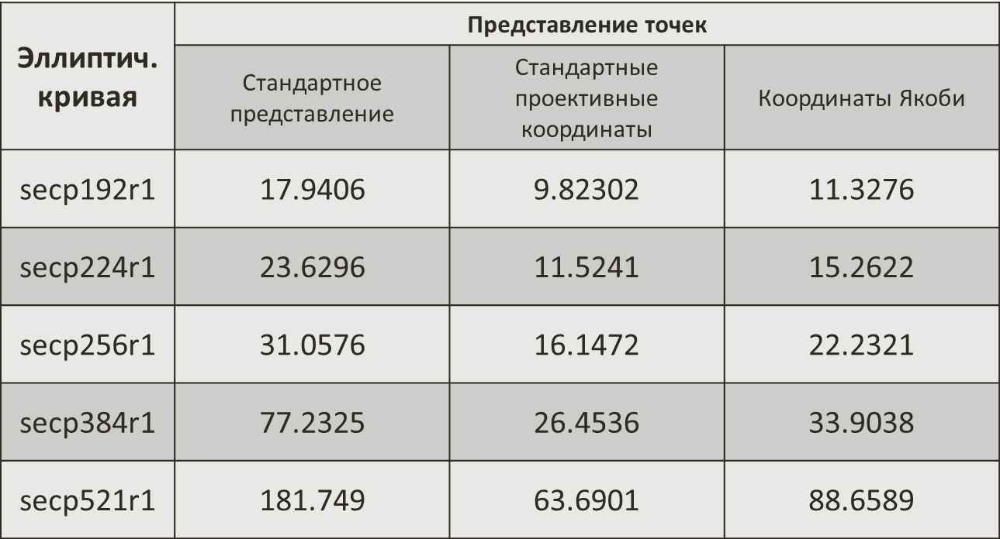 Эллиптич.
кривая
Представление точек
Стандартное
представление
Стандартные
проективные
координаты
Координаты Якоби
secp192r1 17.9406 9.82302 11.3276
secp224r1 23.6296 11.5241 15.2622
secp256r1 31.0576 16.1472 22.2321
secp384r1 77.2325 26.4536 33.9038
secp521r1 181.749 63.6901 88.6589